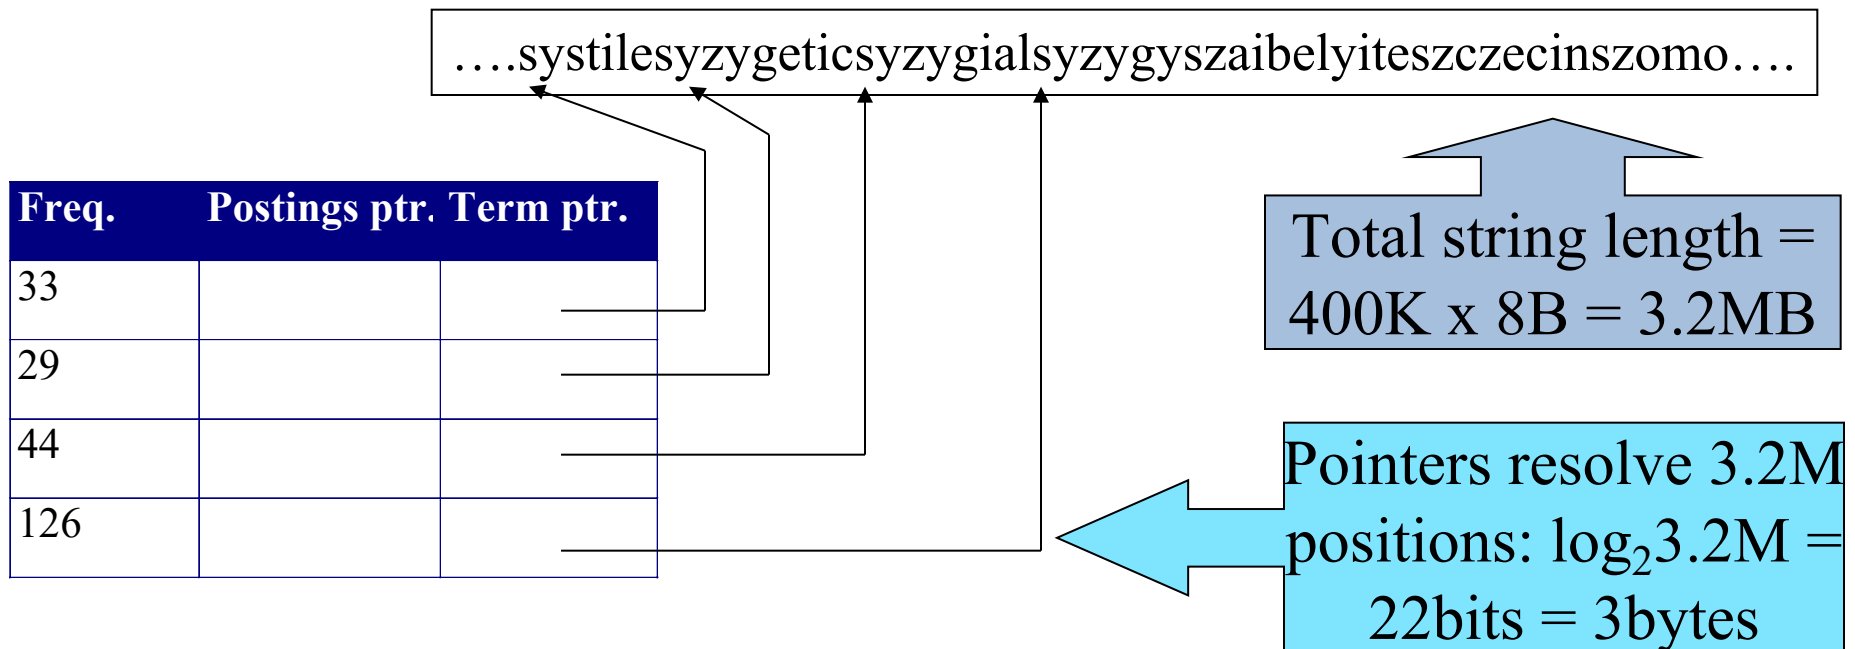 ….systilesyzygeticsyzygialsyzygyszaibelyiteszczecinszomo….
Freq. Postings ptr. Term ptr.
33
29
44
126
Total string length =
400K x 8B = 3.2MB
Pointers resolve 3.2M
positions: log₂3.2M =
22bits = 3bytes